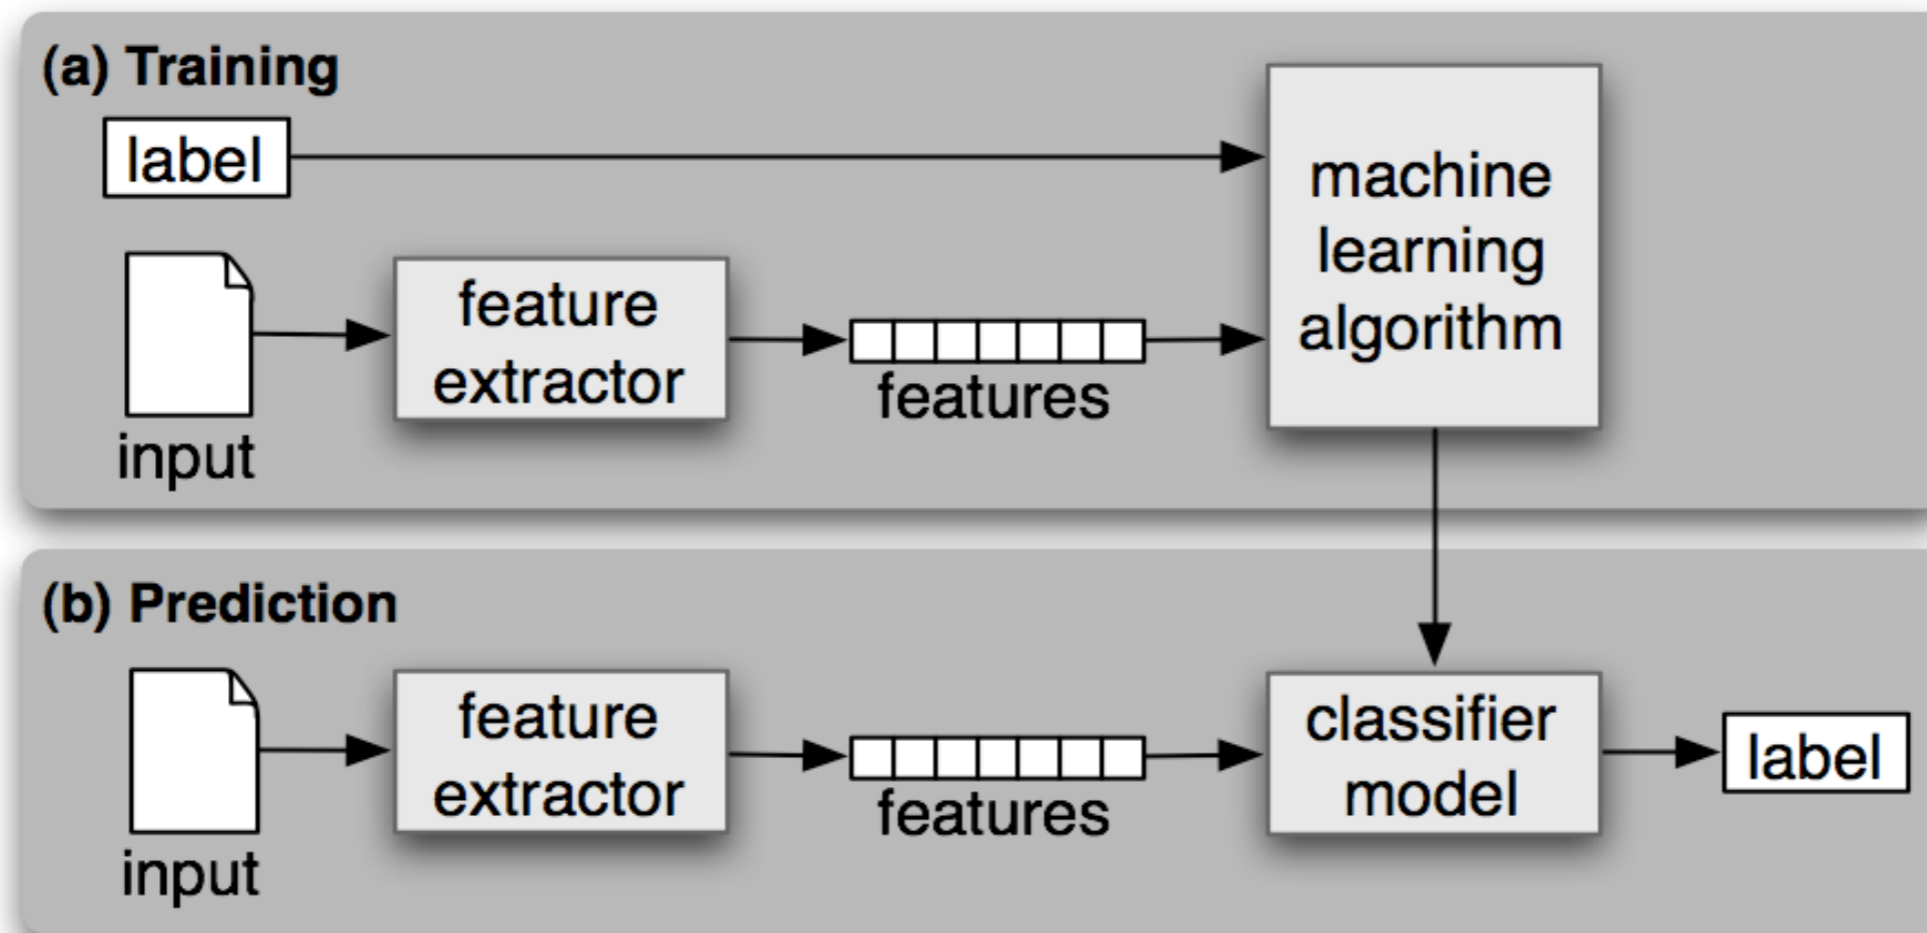 (a) Training
label
machine
learning
algorithm
feature
extractor
features
input
(b) Prediction
feature
extractor
features
classifier
model
label
input